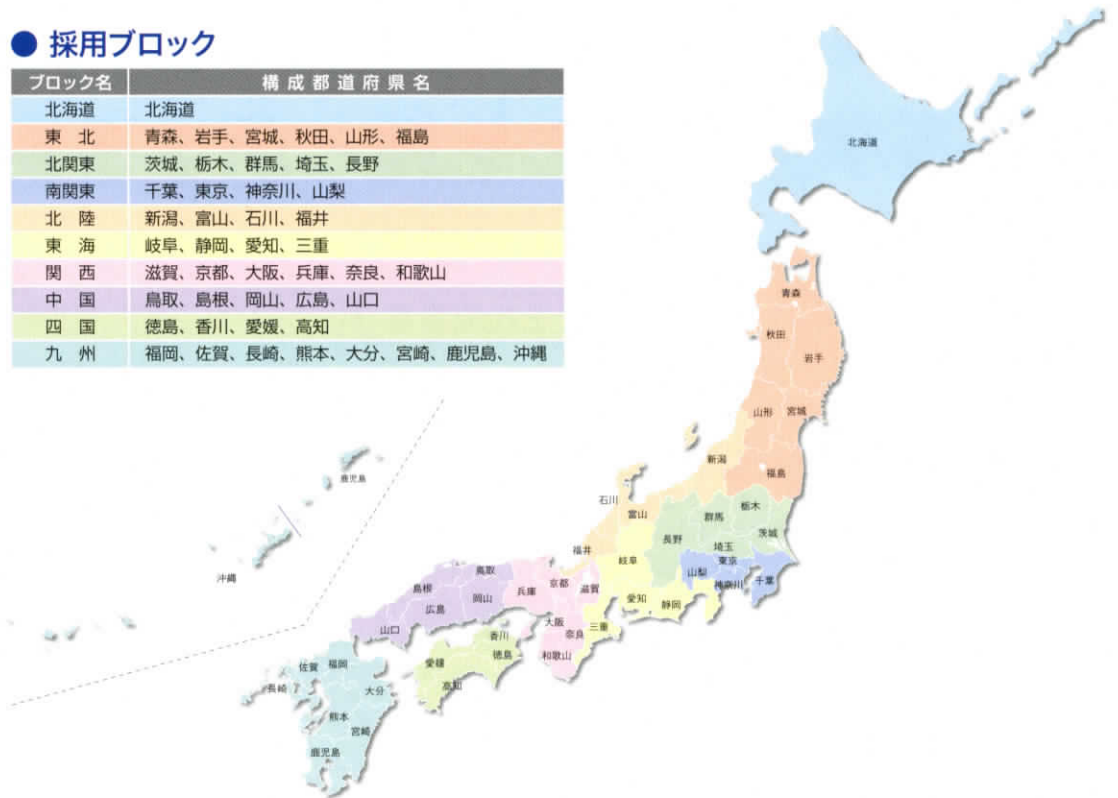 ● 採用ブロック
ブロック名 構成都道府県名
北海道 北海道
東北 青森、岩手、宮城、秋田、山形、福島
北関東 茨城、栃木、群馬、埼玉、長野
南関東 千葉、東京、神奈川、山梨
北陸 新潟、富山、石川、福井
東海 岐阜、静岡、愛知、三重
関西 滋賀、京都、大阪、兵庫、奈良、和歌山
中国 鳥取、島根、岡山、広島、山口
四国 徳島、香川、愛媛、高知
九州 福岡、佐賀、長崎、熊本、大分、宮崎、鹿児島、沖縄
北海道
青森
秋田
岩手
山形
宮城
新潟
福島
鹿児島
石川
富山
群馬
栃木
茨城
長野
埼玉
福井
岐阜
東京
山梨
神奈川
千葉
沖縄
鳥取
島根
岡山
広島
山口
兵庫
京都
滋賀
愛知
静岡
大阪
奈良
三重
和歌山
香川
徳島
愛媛
高知
佐賀
福岡
長崎
大分
熊本
宮崎
鹿児島